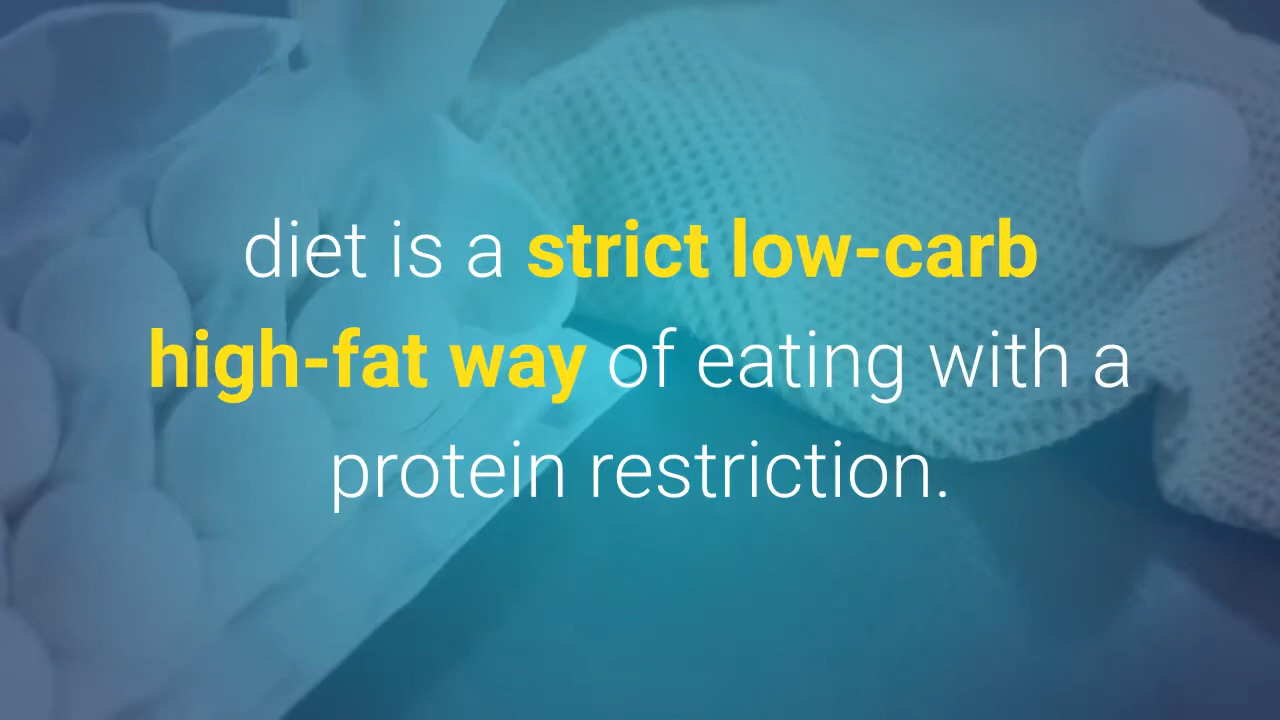 diet is a strict low-carb
high-fat way of eating with a
protein restriction.